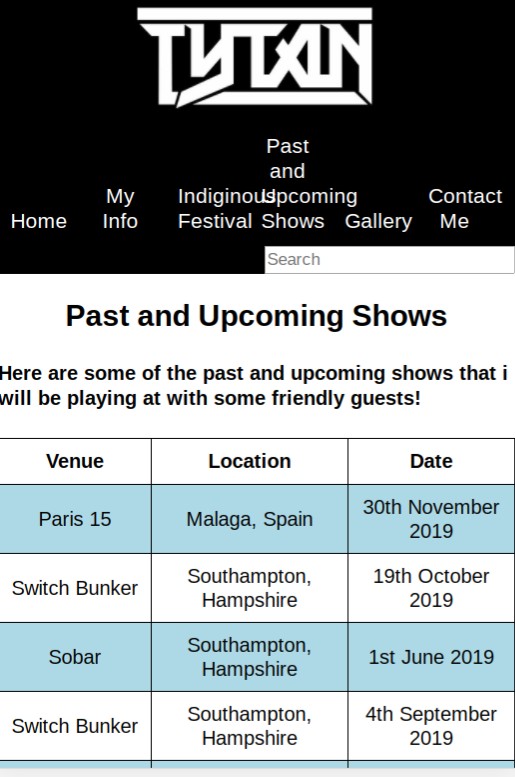 TYTAN
Past
and
My Indiginous Upcoming Contact
Home Info Festival Shows Gallery Me
Search
Past and Upcoming Shows
Here are some of the past and upcoming shows that i
will be playing at with some friendly guests!
Venue Location Date
Paris 15 Malaga, Spain 30th November
2019
Switch Bunker Southampton,
Hampshire 19th October
2019
Sobar Southampton,
Hampshire 1st June 2019
Switch Bunker Southampton,
Hampshire 4th September
2019